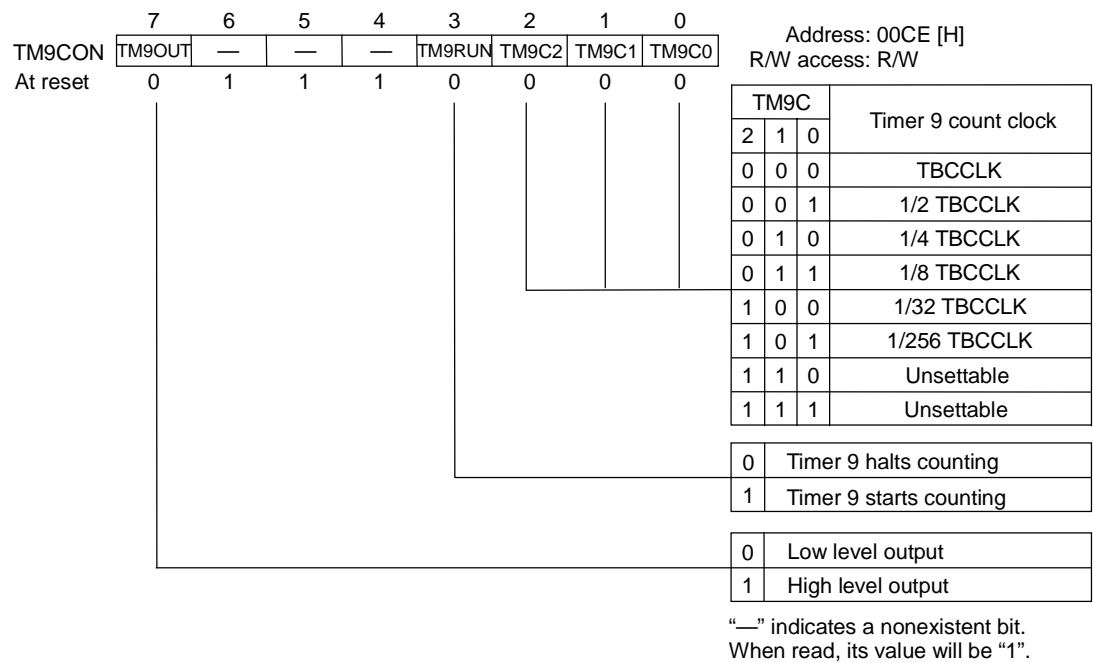 7 6 5 4 3 2 1 0
TM9CON TM9OUT — — — TM9RUN TM9C2 TM9C1 TM9C0
At reset 0 1 1 1 0 0 0 0
Address: 00CE [H]
R/W access: R/W
TM9C Timer 9 count clock
2 1 0
0 0 0 TBCCLK
0 0 1 1/2 TBCCLK
0 1 0 1/4 TBCCLK
0 1 1 1/8 TBCCLK
1 0 0 1/32 TBCCLK
1 0 1 1/256 TBCCLK
1 1 0 Unsettable
1 1 1 Unsettable
0 Timer 9 halts counting
1 Timer 9 starts counting
0 Low level output
1 High level output
“—” indicates a nonexistent bit.
When read, its value will be “1”.